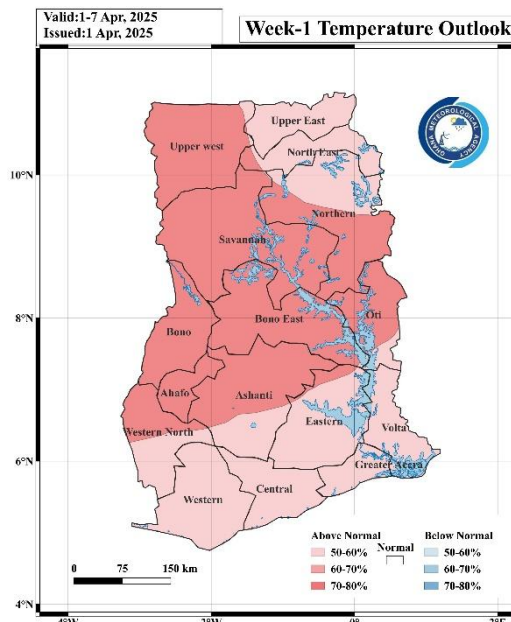 Valid:1-7 Apr, 2025
Issued:1 Apr, 2025
Week-1 Temperature Outlook
GHANA METEOROLOGICAL AGENCY
Upper East
Upper west
North East
10°N
Northern
Savannah
8°N
Bono East
Oti
Bono
Ahafo
Ashanti
Western North
Eastern
Volta
6°N
Greater Accra
Central
Western
Above Normal
Normal
Below Normal
50-60%
50-60%
60-70%
60-70%
70-80%
70-80%
0 75 150 km
4°N